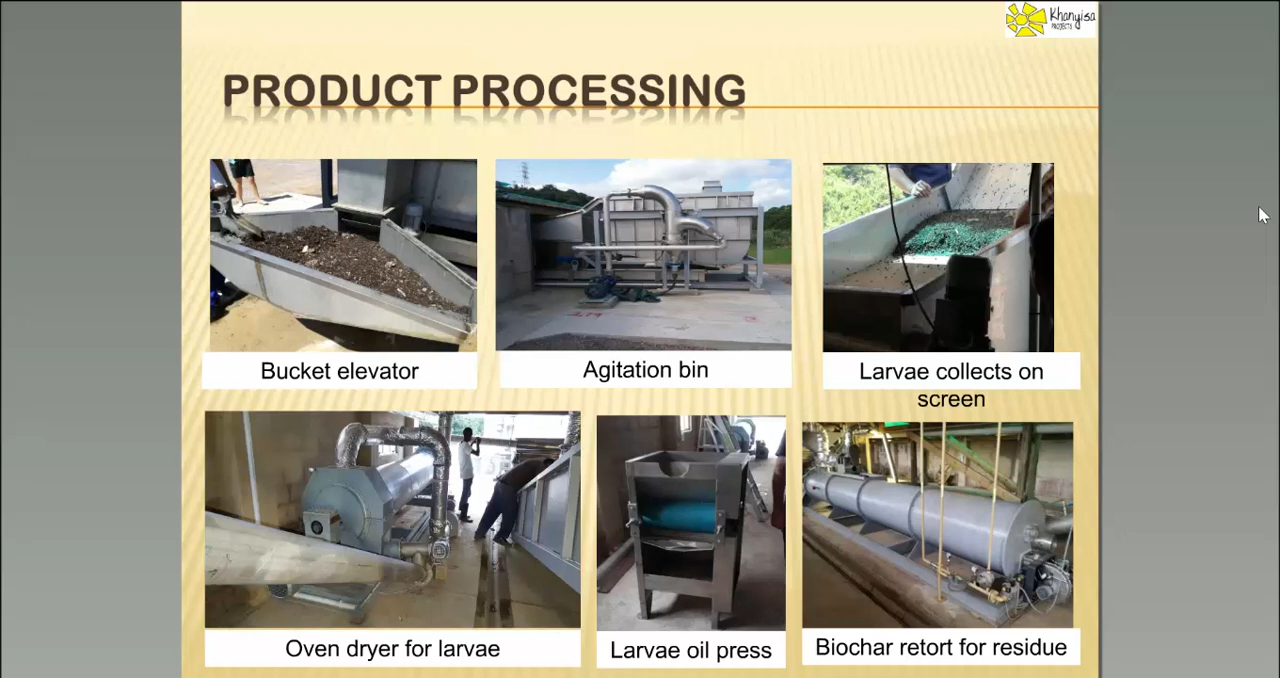 Khanyisa
PROJECTS
PRODUCT PROCESSING
Bucket elevator
Agitation bin
Larvae collects on
screen
Oven dryer for larvae
Larvae oil press
Biochar retort for residue